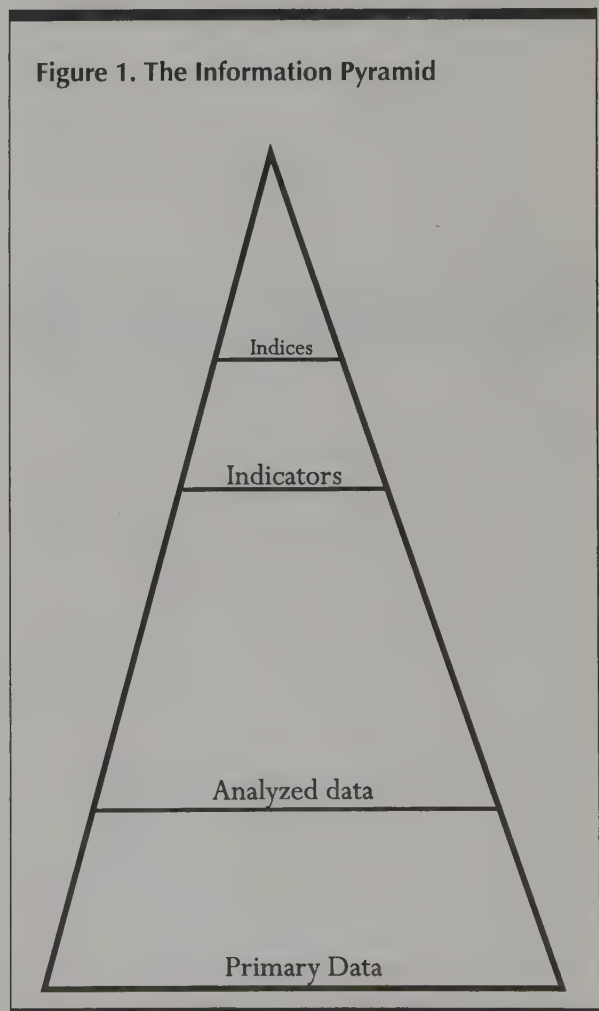 Figure 1. The Information Pyramid
Indices
Indicators
Analyzed data
Primary Data